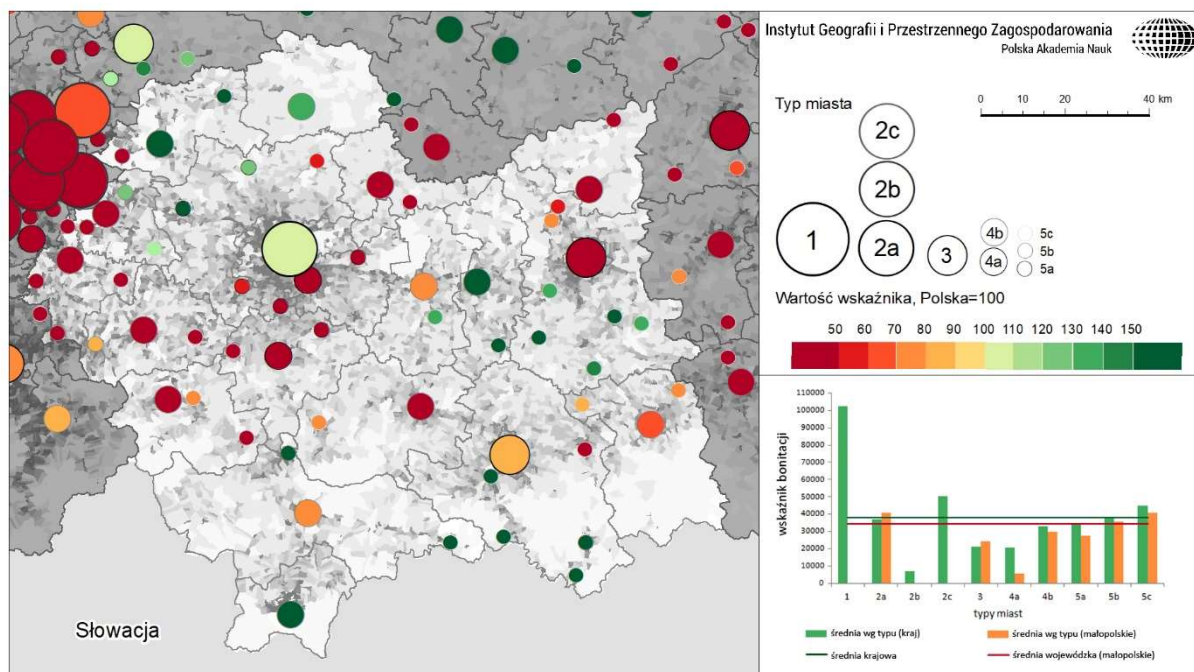 Instytut Geografii i Przestrzennego Zagospodarowania
Polska Akademia Nauk
Typ miasta
0 10 20 40 km
2c
2b
1
2a
3
4b
4a
5c
5b
5a
Wartość wskaźnika, Polska=100
50 60 70 80 90 100 110 120 130 140 150
Słowacja
wskaźnik bonitacji
110000
100000
90000
80000
70000
60000
50000
40000
30000
20000
10000
0
1 2a 2b 2c 3 4a 4b 5a 5b 5c
typy miast
średnia wg typu (kraj)
średnia wg typu (małopolskie)
średnia krajowa
średnia wojewódzka (małopolskie)